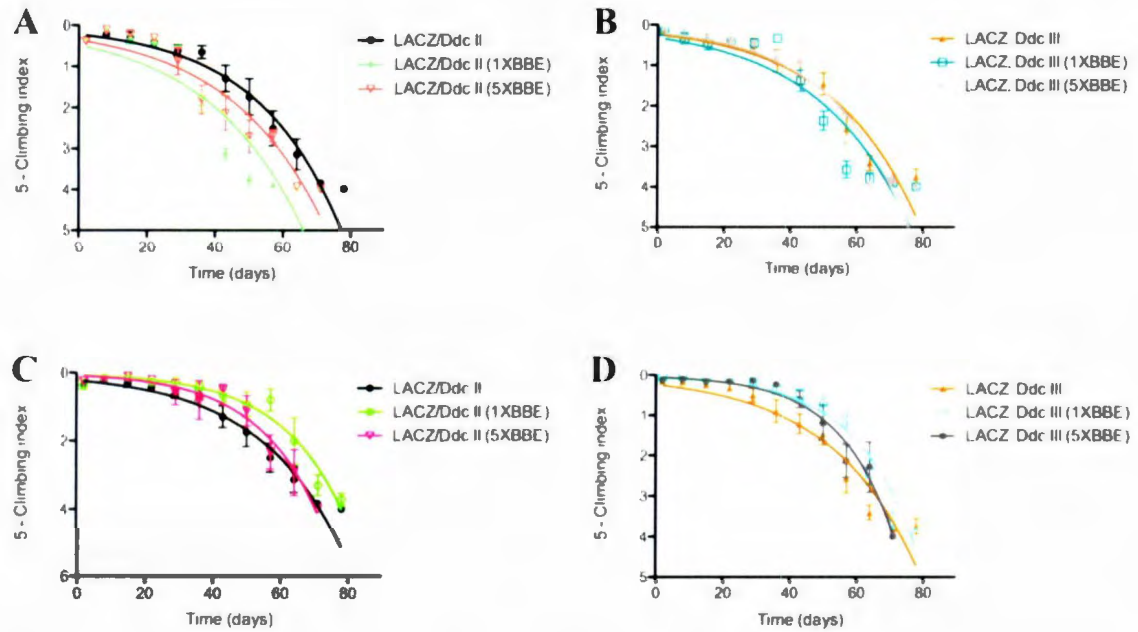 A
5 - Climbing index
0
1
2
3
4
5
0
20
40
60
80
Time (days)
LACZ/Ddc II
LACZ/Ddc II (1XBBE)
LACZ/Ddc II (5XBBE)
B
5 - Climbing index
0
1
2
3
4
5
0
20
40
60
80
Time (days)
LACZ. Ddc III
LACZ. Ddc III (1XBBE)
LACZ. Ddc III (5XBBE)
C
5 - Climbing index
0
2
4
6
0
20
40
60
80
Time (days)
LACZ/Ddc II
LACZ/Ddc II (1XBBE)
LACZ/Ddc II (5XBBE)
D
5 - Climbing index
0
1
2
3
4
5
0
20
40
60
80
Time (days)
LACZ Ddc III
LACZ Ddc III (1XBBE)
LACZ Ddc III (5XBBE)